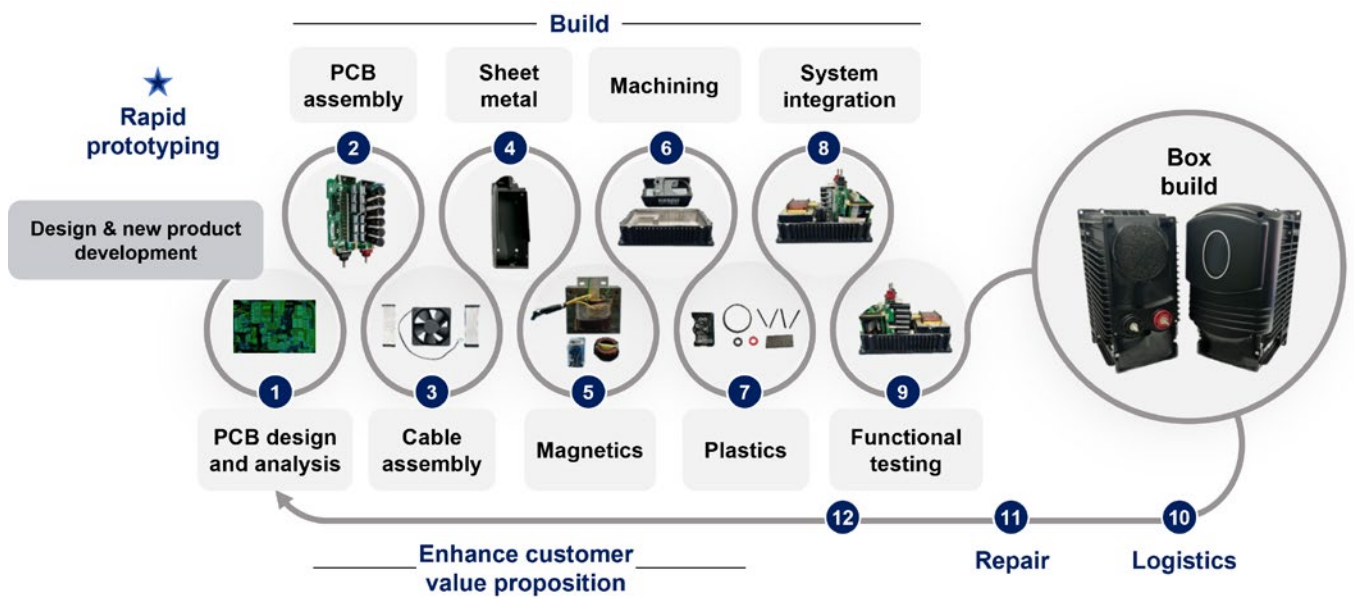 Build
PCB
assembly
Sheet
metal
Machining
System
integration
Rapid
prototyping
2
4
6
8
Box
build
Design & new product
development
1
3
5
7
9
PCB design
and analysis
Cable
assembly
Magnetics
Plastics
Functional
testing
12
11
10
Enhance customer
value proposition
Repair
Logistics